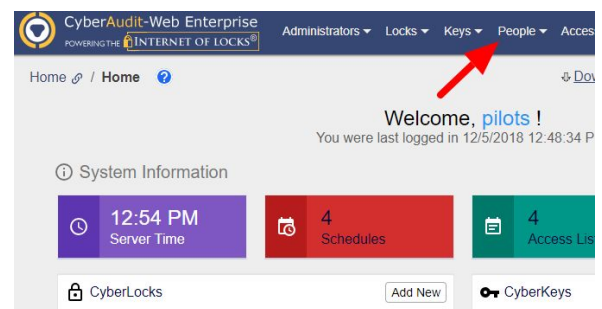 CyberAudit-Web Enterprise
POWERING THE INTERNET OF LOCKS®
Administrators Locks Keys People Access
Home / Home
Welcome, pilots !
You were last logged in 12/5/2018 12:48:34 P
System Information
12:54 PM
Server Time
4
Schedules
4
Access Lis
CyberLocks
Add New
CyberKeys